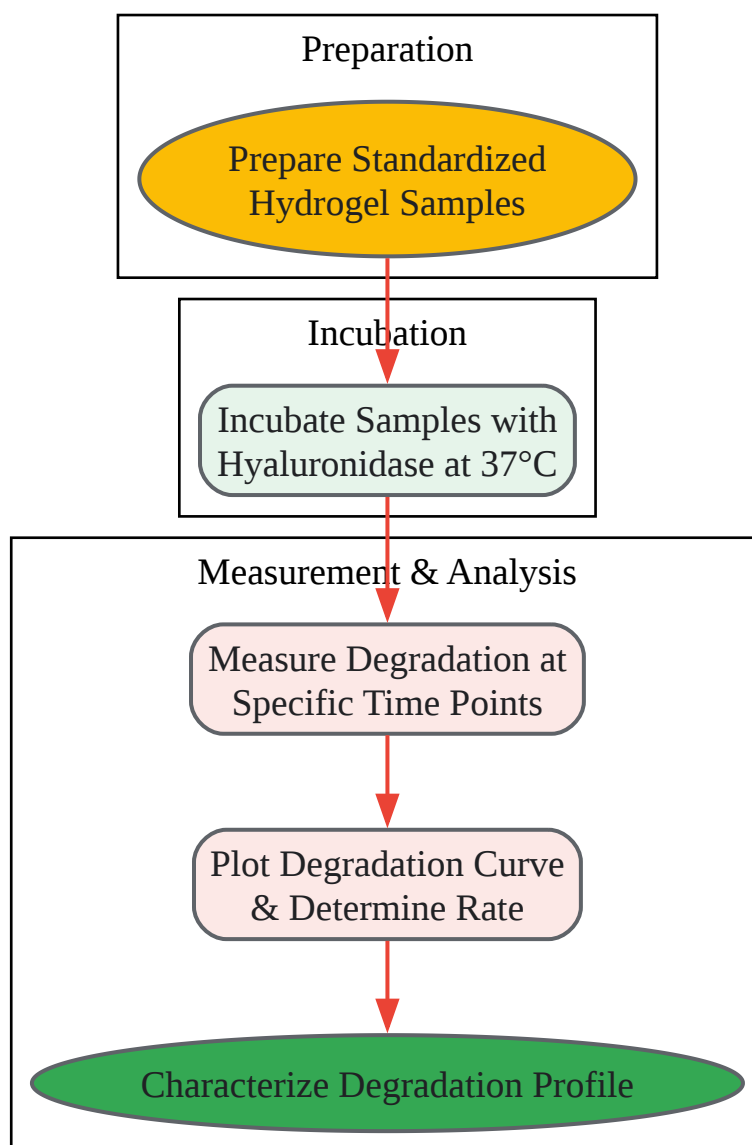 Preparation
Prepare Standardized
Hydrogel Samples
Incubation
Incubate Samples with
Hyaluronidase at 37°C
Measurement & Analysis
Measure Degradation at
Specific Time Points
Plot Degradation Curve
& Determine Rate
Characterize Degradation Profile